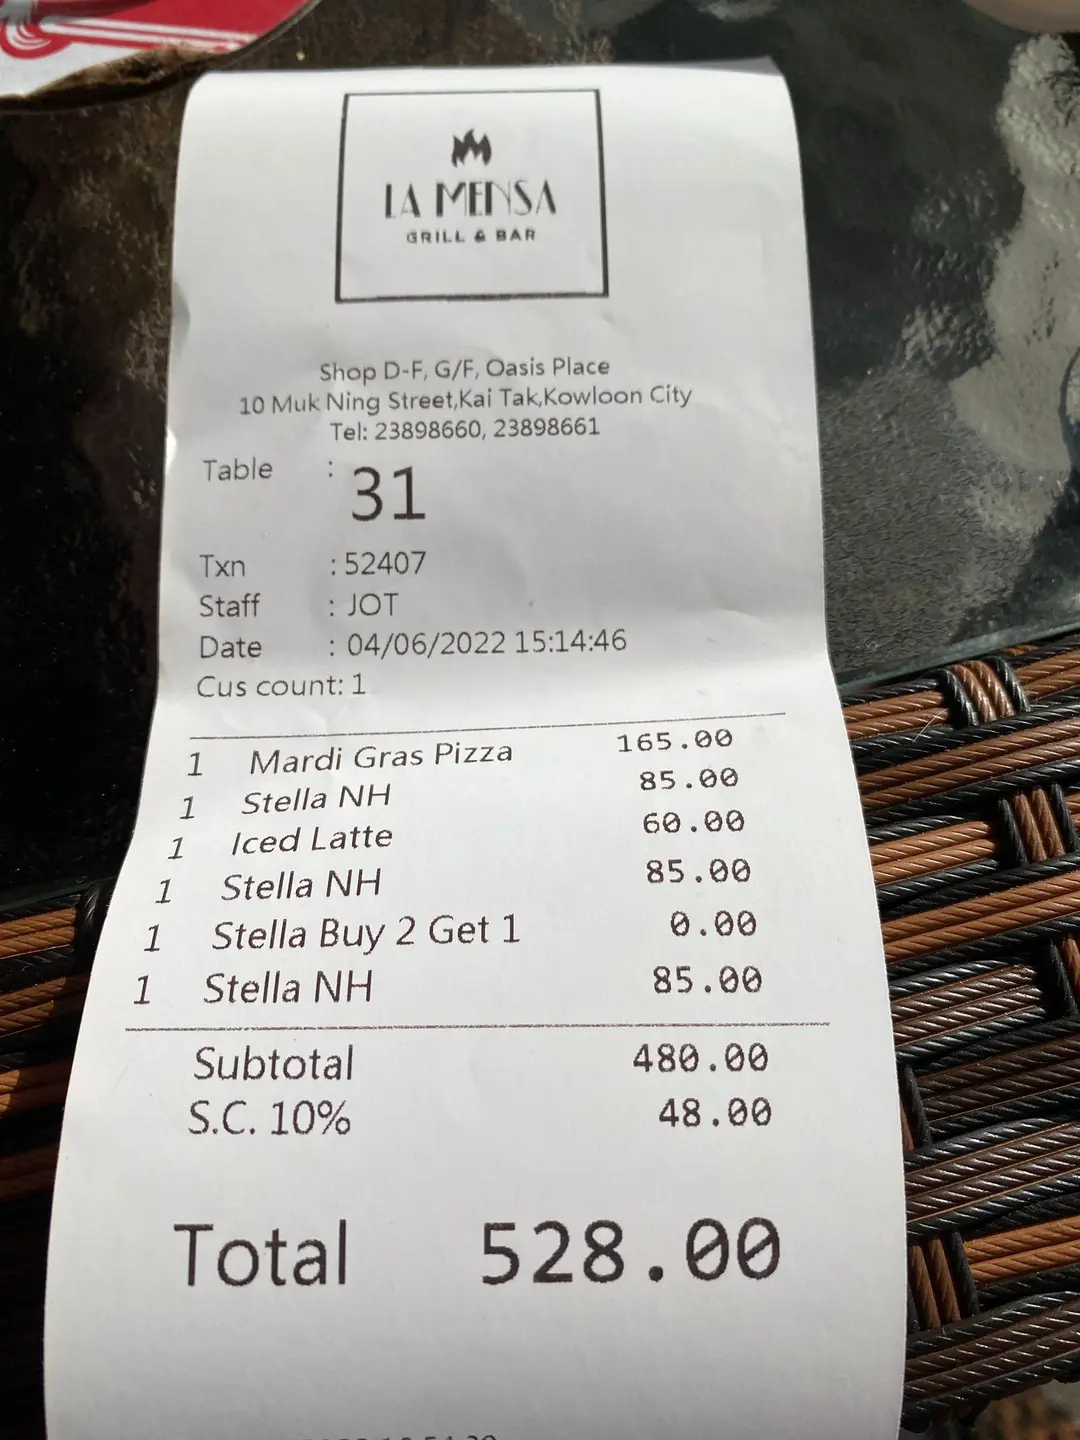 LA MENSA
GRILL & BAR
Shop D-F, G/F, Oasis Place
10 Muk Ning Street,Kai Tak,Kowloon City
Tel: 23898660, 23898661
Table : 31
Txn : 52407
Staff : JOT
Date : 04/06/2022 15:14:46
Cus count: 1
1 Mardi Gras Pizza 165.00
1 Stella NH 85.00
1 Iced Latte 60.00
1 Stella NH 85.00
1 Stella Buy 2 Get 1 0.00
1 Stella NH 85.00
Subtotal 480.00
S.C. 10% 48.00
Total 528.00